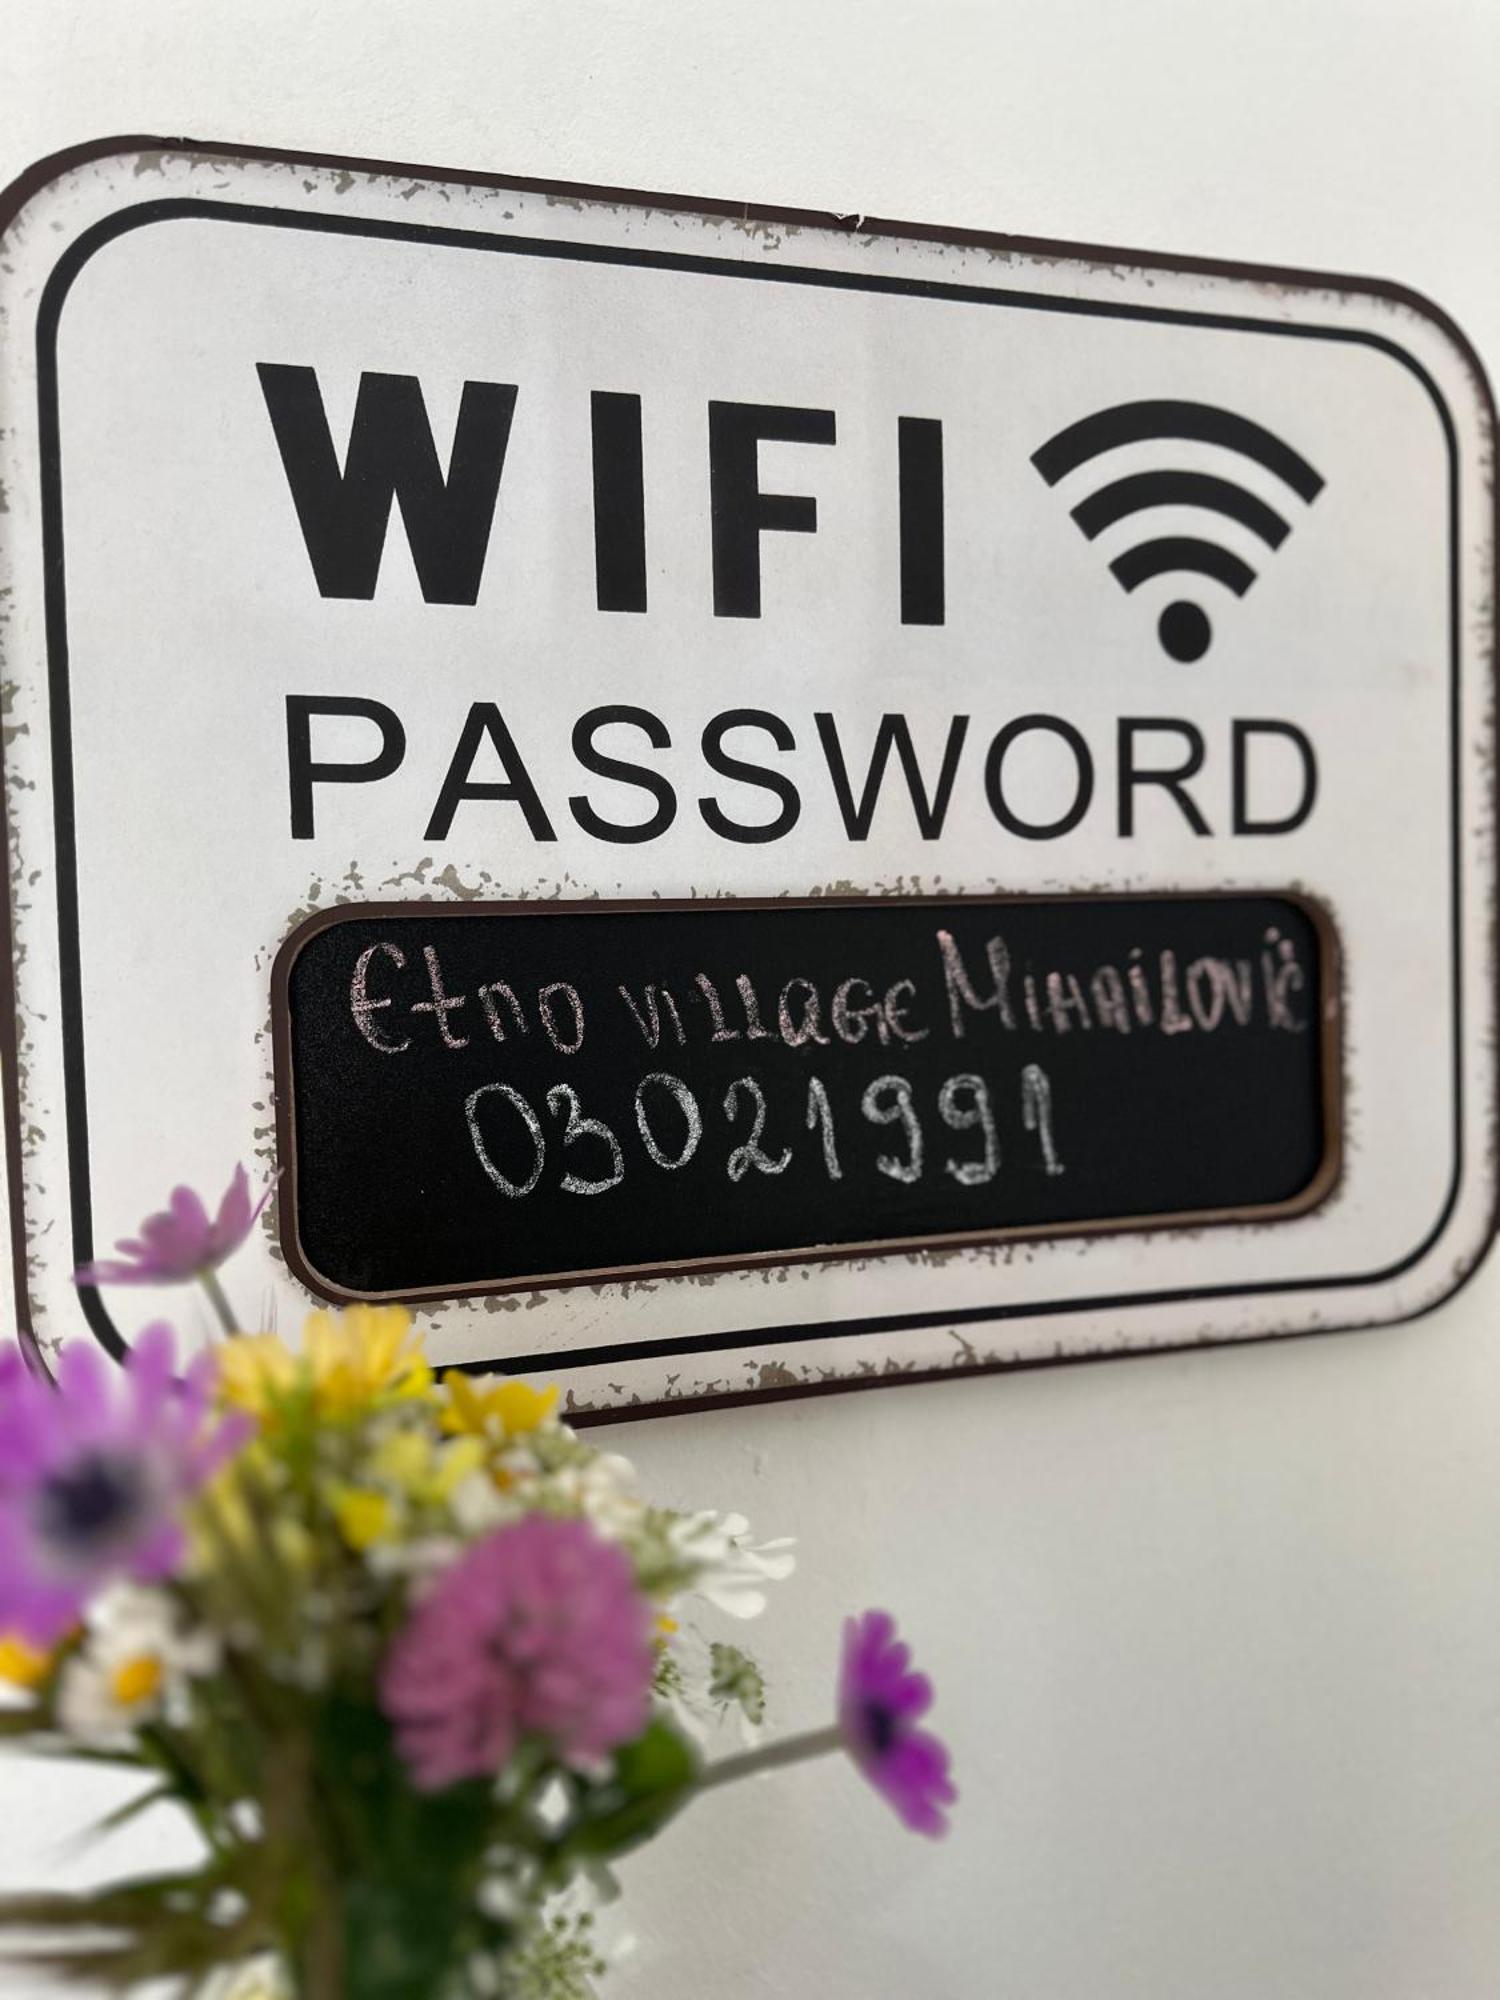 WIFI
PASSWORD
Etno village Mihailović
03021991